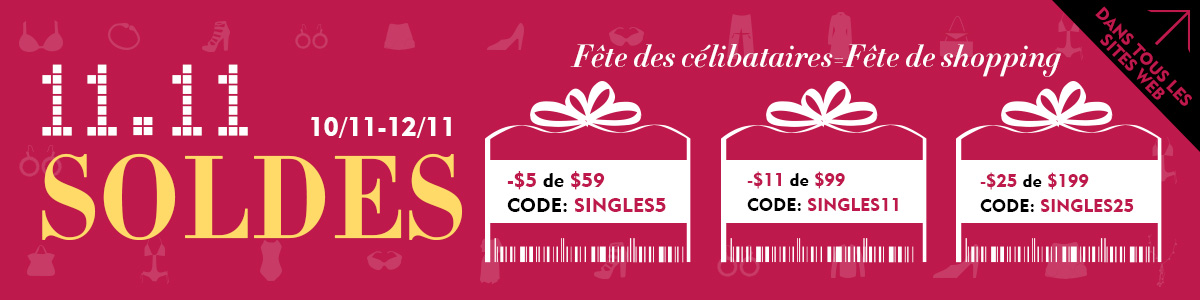 11.11
10/11-12/11
SOLDES
Fête des célibataires=Fête de shopping
-$5 de $59
CODE: SINGLES5
-$11 de $99
CODE: SINGLES11
-$25 de $199
CODE: SINGLES25
DANS TOUS LES
SITES WEB